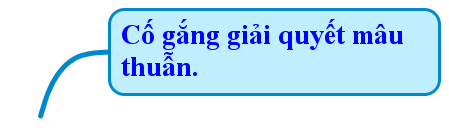 Cố gắng giải quyết mâu
thuẫn.